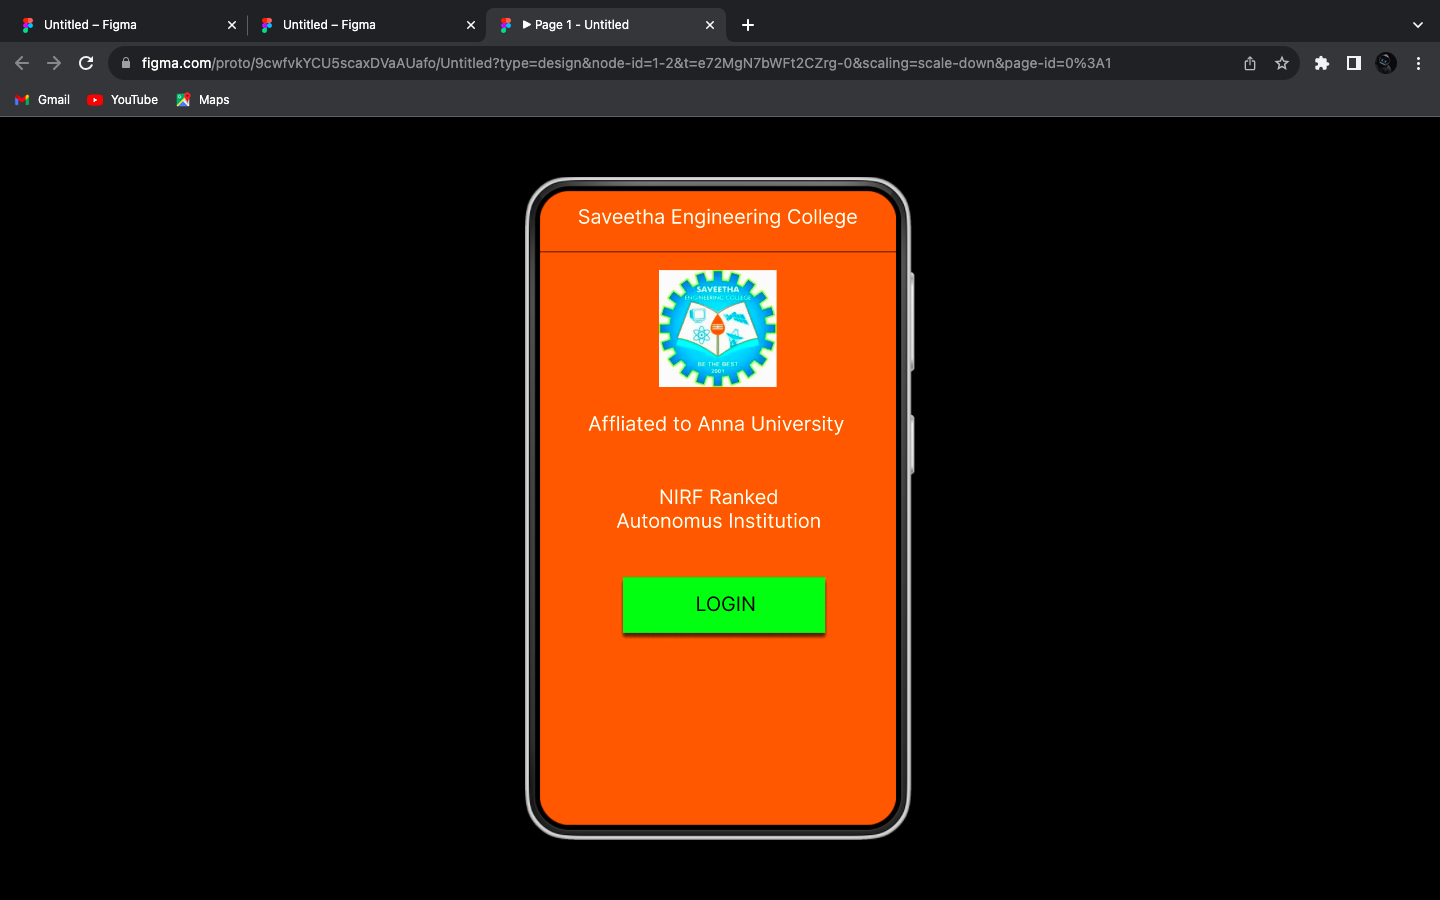 Untitled – Figma
Untitled – Figma
Page 1 - Untitled
figma.com/proto/9cwfvkYCU5scaxDVaAUafo/Untitled?type=design&node-id=1-2&t=e72MgN7bWFt2CZrg-0&scaling=scale-down&page-id=0%3A1
Gmail
YouTube
Maps
Saveetha Engineering College
SAVEETHA
ENGINEERING COLLEGE
BE THE BEST
2001
Affliated to Anna University
NIRF Ranked
Autonomus Institution
LOGIN